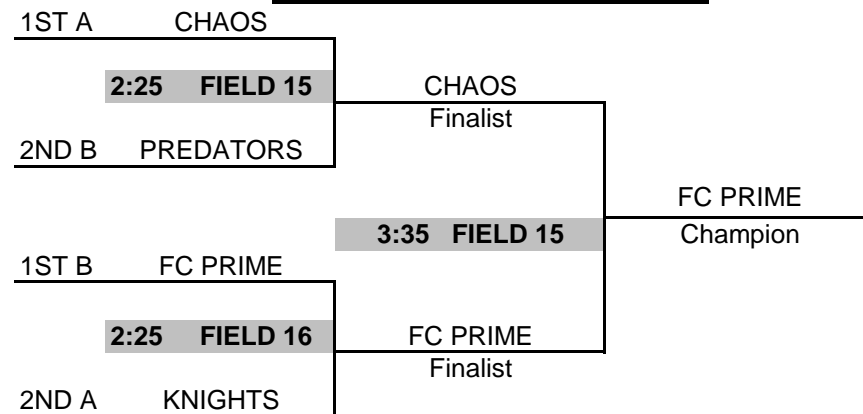 1ST A CHAOS
2:25 FIELD 15
CHAOS
Finalist
2ND B PREDATORS
FC PRIME
3:35 FIELD 15
Champion
1ST B FC PRIME
2:25 FIELD 16
FC PRIME
Finalist
2ND A KNIGHTS